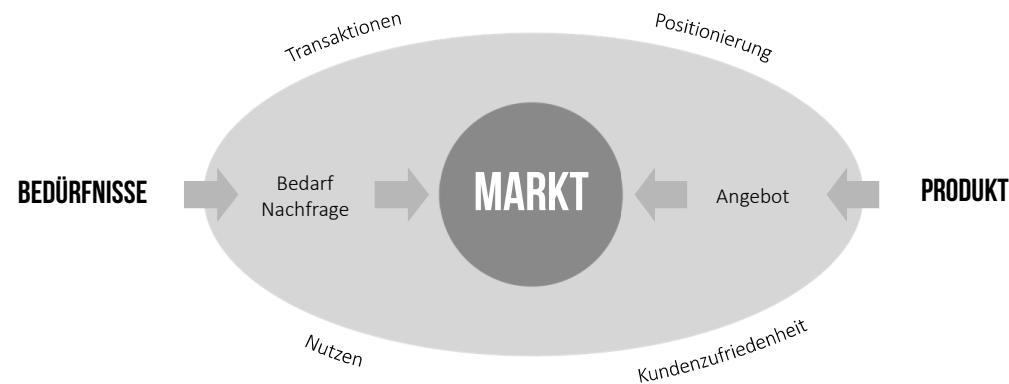 Transaktionen
Positionierung
BEDÜRFNISSE
Bedarf
Nachfrage
MARKT
Angebot
PRODUKT
Nutzen
Kundenzufriedenheit